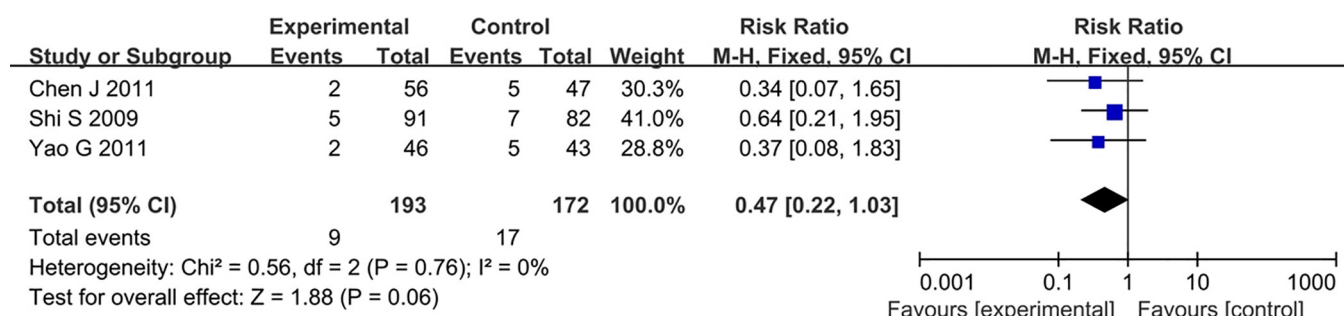 Experimental Control Risk Ratio Risk Ratio
Study or Subgroup Events Total Events Total Weight M-H, Fixed, 95% CI M-H, Fixed, 95% CI
Chen J 2011 2 56 5 47 30.3% 0.34 [0.07, 1.65]
Shi S 2009 5 91 7 82 41.0% 0.64 [0.21, 1.95]
Yao G 2011 2 46 5 43 28.8% 0.37 [0.08, 1.83]
Total (95% CI) 193 172 100.0% 0.47 [0.22, 1.03]
Total events 9 17
Heterogeneity: Chi² = 0.56, df = 2 (P = 0.76); I² = 0%
Test for overall effect: Z = 1.88 (P = 0.06)
0.001 0.1 1 10 1000
Favours [experimental] Favours [control]